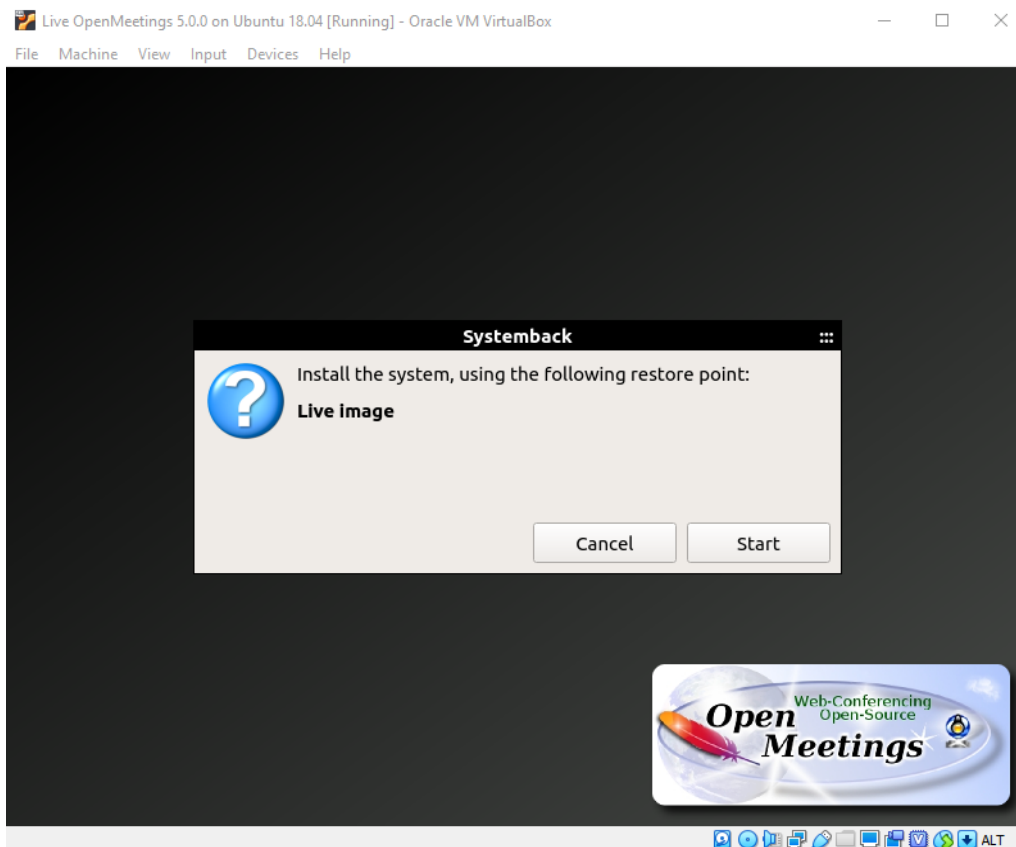 Live OpenMeetings 5.0.0 on Ubuntu 18.04 [Running] - Oracle VM VirtualBox
File Machine View Input Devices Help
Systemback
Install the system, using the following restore point:
Live image
Cancel Start
Web-Conferencing
Open-Source
Open
Meetings
ALT